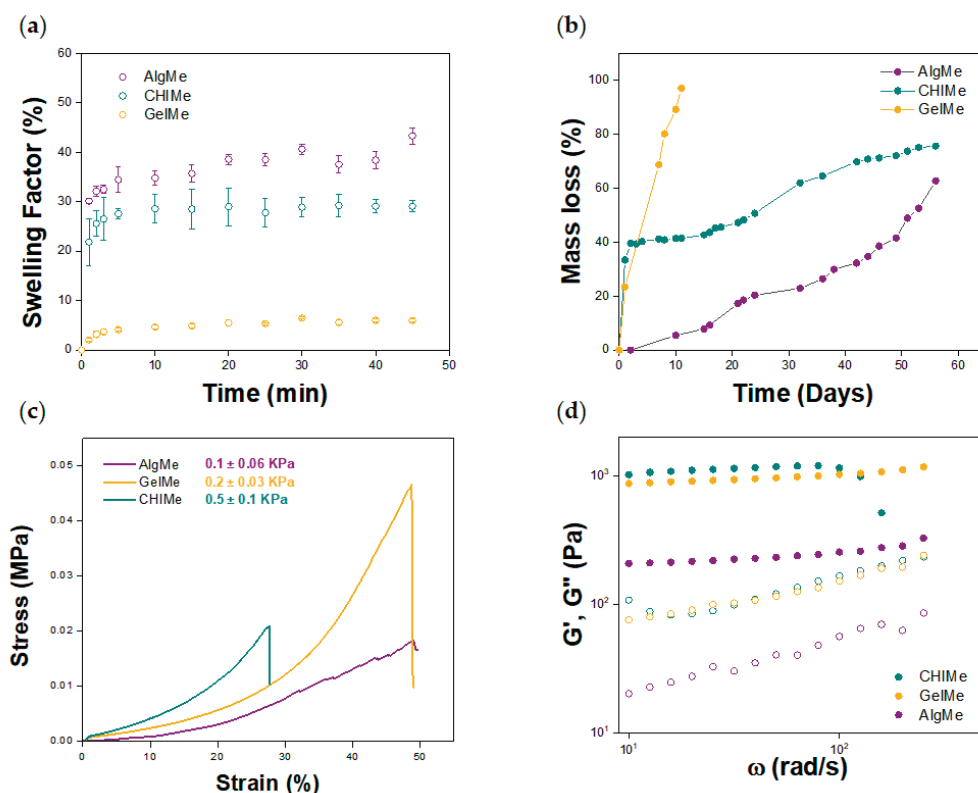 (a)
60
50
40
30
20
10
0
0
10
20
30
40
50
AlgMe
CHIMe
GelMe
Swelling Factor (%)
Time (min)
(b)
100
80
60
40
20
0
0
10
20
30
40
50
60
AlgMe
CHIMe
GelMe
Mass loss (%)
Time (Days)
(c)
0.05
0.04
0.03
0.02
0.01
0.00
0
10
20
30
40
50
AlgMe 0.1 ± 0.06 KPa
GelMe 0.2 ± 0.03 KPa
CHIMe 0.5 ± 0.1 KPa
Stress (MPa)
Strain (%)
(d)
10³
10²
10¹
10¹
10²
CHIMe
GelMe
AlgMe
G', G'' (Pa)
ω (rad/s)